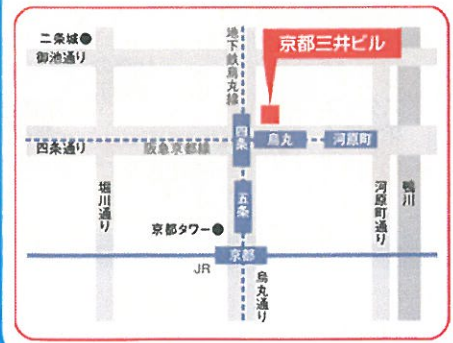 二条城
御池通り
地下鉄烏丸線
京都三井ビル
四条通り
阪急京都線
四条
烏丸
河原町
堀川通り
五条
河原町通り
鴨川
京都タワー
京都
JR
烏丸通り